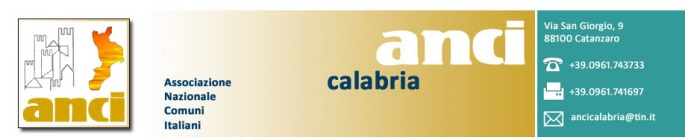 anci
Associazione
Nazionale
Comuni
Italiani
anci
calabria
Via San Giorgio, 9
88100 Catanzaro
+39.0961.743733
+39.0961.741697
ancicalabria@tin.it